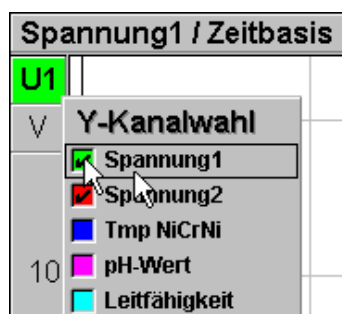 Spannung1 / Zeitbasis
U1
V
Y-Kanalwahl
Spannung1
Spannung2
Tmp NiCrNi
pH-Wert
10
Leitfähigkeit